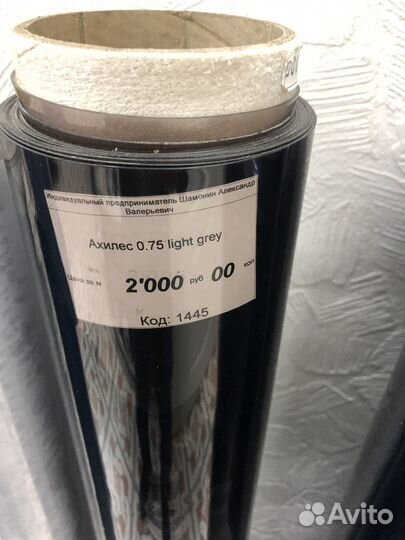 Индивидуальный предприниматель Шамонин Александр
Валерьевич
Ахилес 0.75 light grey
Цена за м 2'000 руб 00 коп
Код: 1445
Avito